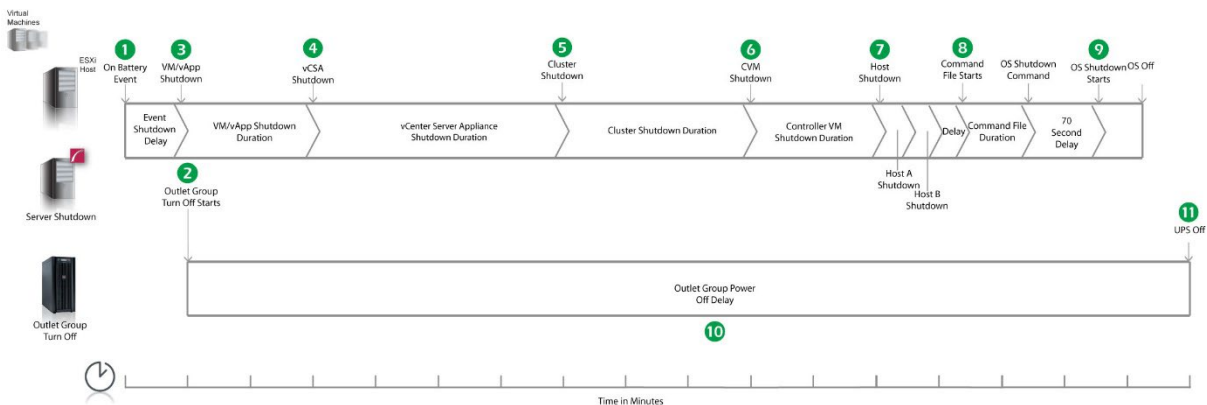 Virtual
Machines
ESXi
Host
1
On Battery
Event
3
VM/vApp
Shutdown
4
vCSA
Shutdown
5
Cluster
Shutdown
6
CVM
Shutdown
7
Host
Shutdown
8
Command
File Starts
OS Shutdown
Command
9
OS Shutdown
Starts
OS Off
Event
Shutdown
Delay
VM/vApp Shutdown
Duration
vCenter Server Appliance
Shutdown Duration
Cluster Shutdown Duration
Controller VM
Shutdown Duration
Delay
Command File
Duration
70
Second
Delay
Host A
Shutdown
Host B
Shutdown
Server Shutdown
2
Outlet Group
Turn Off Starts
11
UPS Off
Outlet Group Power
Off Delay
10
Outlet Group
Turn Off
Time in Minutes